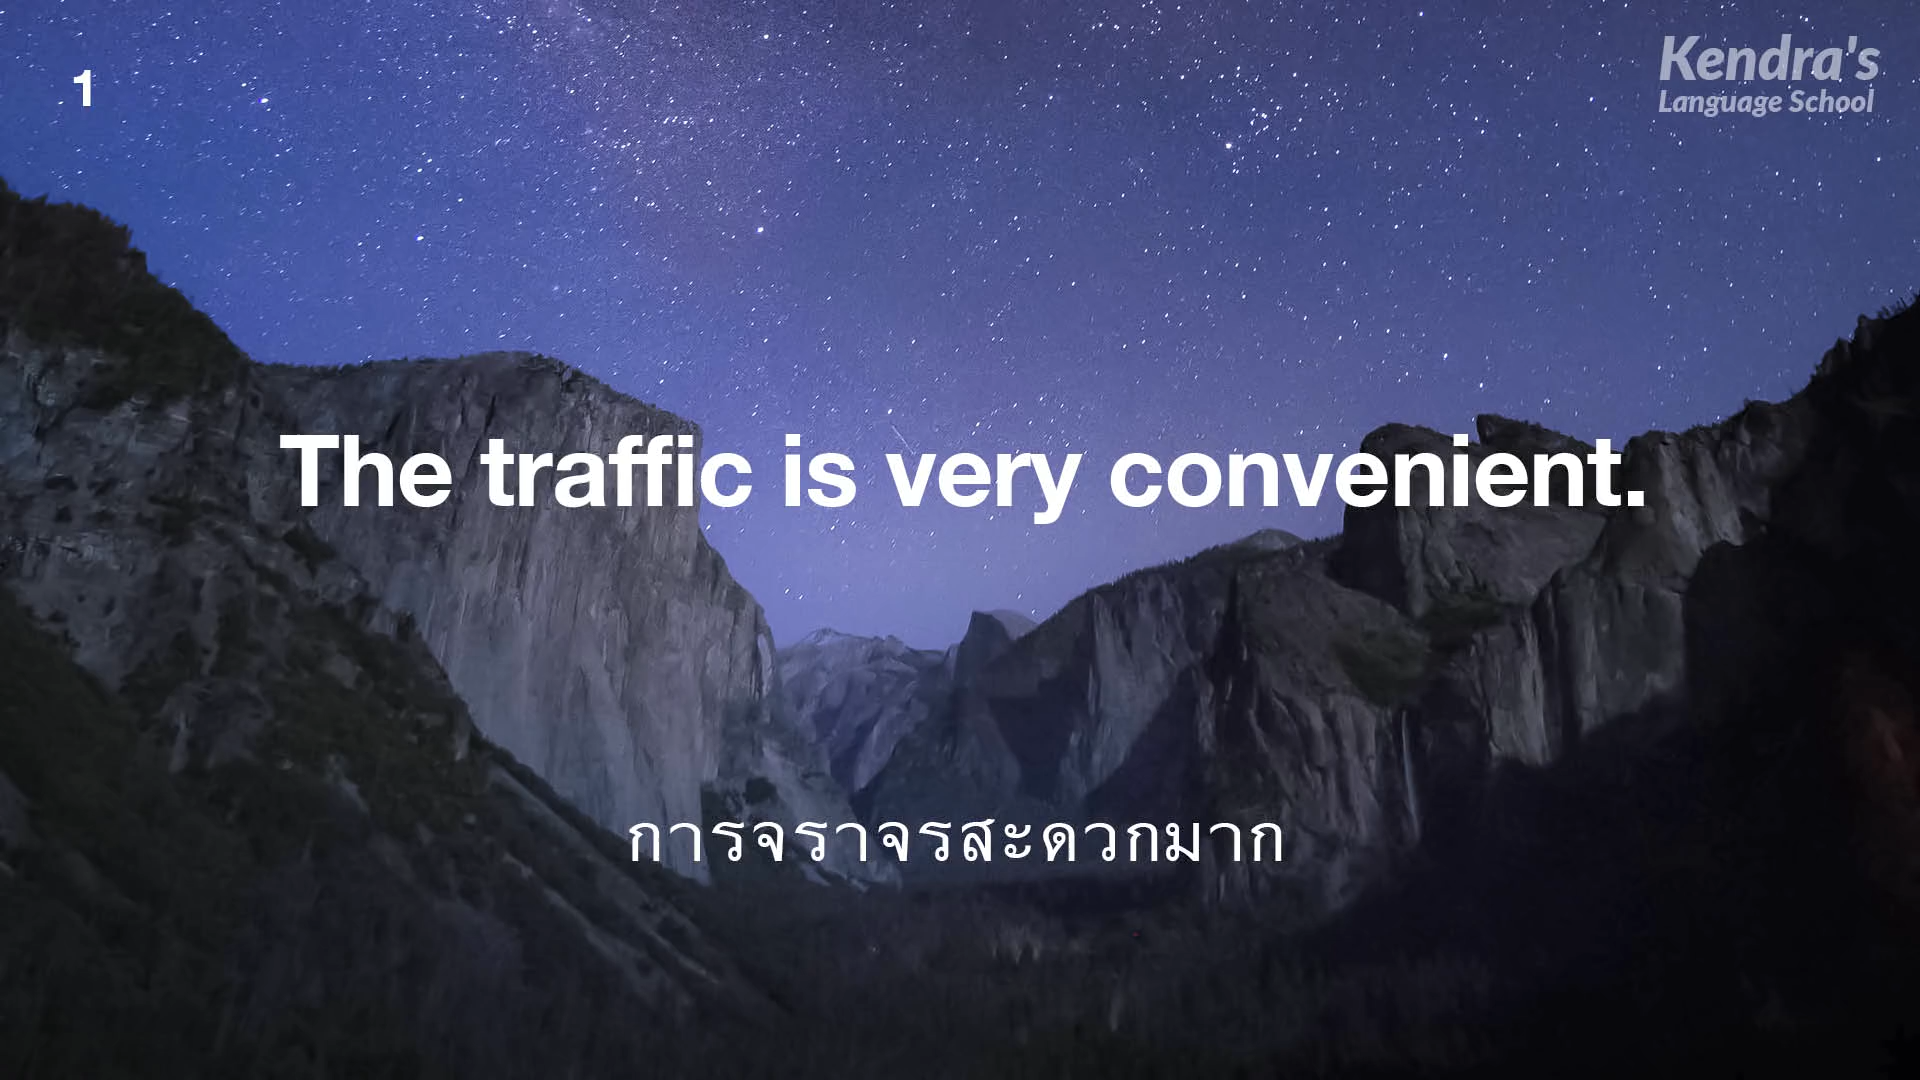 1
Kendra's
Language School
The traffic is very convenient.
การจราจรสะดวกมาก